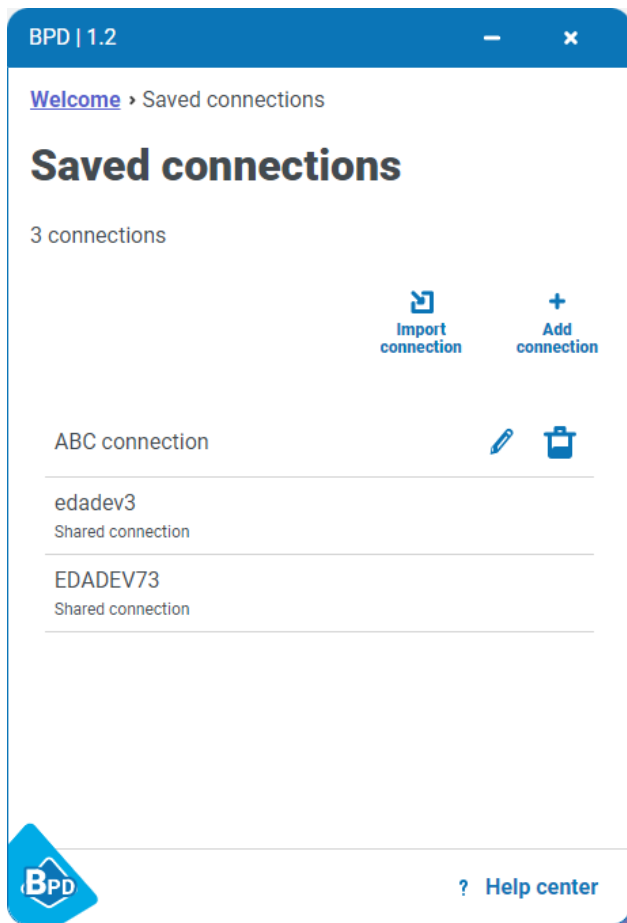 BPD | 1.2
Welcome › Saved connections
Saved connections
3 connections
Import
connection
Add
connection
ABC connection
edadev3
Shared connection
EDADEV73
Shared connection
BPD
? Help center